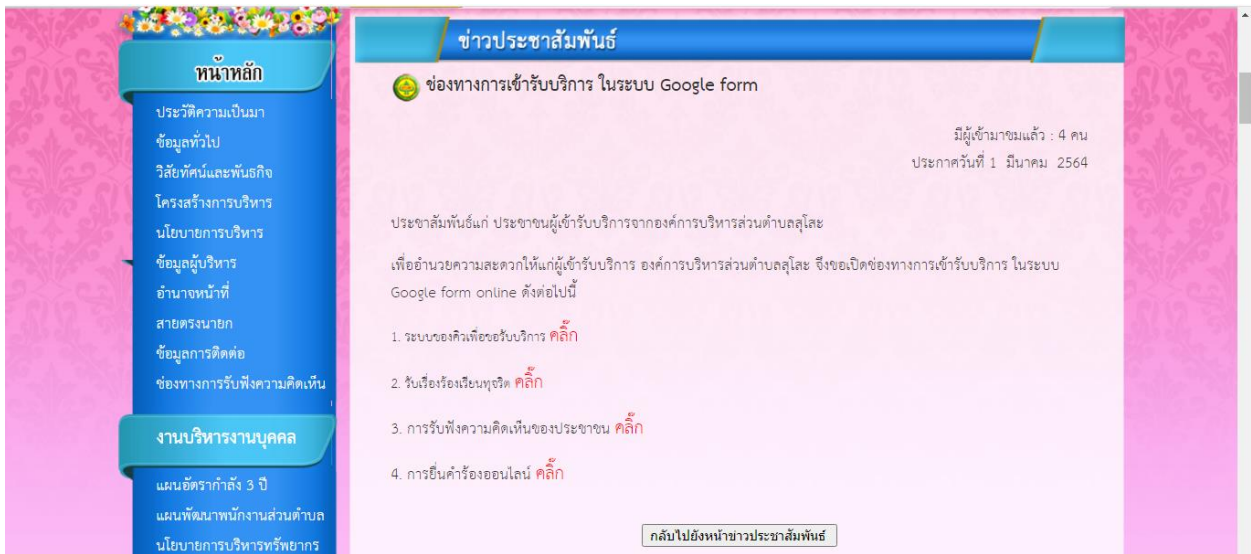 หน้าหลัก
ประวัติความเป็นมา
ข้อมูลทั่วไป
วิสัยทัศน์และพันธกิจ
โครงสร้างการบริหาร
นโยบายการบริหาร
ข้อมูลผู้บริหาร
อำนาจหน้าที่
สายตรงนายก
ข้อมูลการติดต่อ
ช่องทางการรับฟังความคิดเห็น
งานบริหารงานบุคคล
แผนอัตรากำลัง 3 ปี
แผนพัฒนาพนักงานส่วนตำบล
นโยบายการบริหารทรัพยากร
ข่าวประชาสัมพันธ์
ช่องทางการเข้ารับบริการ ในระบบ Google form
มีผู้เข้ามาชมแล้ว : 4 คน
ประกาศวันที่ 1 มีนาคม 2564
ประชาสัมพันธ์แก่ ประชาชนผู้เข้ารับบริการจากองค์การบริหารส่วนตำบลสุโสะ
เพื่ออำนวยความสะดวกให้แก่ผู้เข้ารับบริการ องค์การบริหารส่วนตำบลสุโสะ จึงขอเปิดช่องทางการเข้ารับบริการ ในระบบ
Google form online ดังต่อไปนี้
1. ระบบจองคิวเพื่อขอรับบริการ คลิ๊ก
2. รับเรื่องร้องเรียนทุจริต คลิ๊ก
3. การรับฟังความคิดเห็นของประชาชน คลิ๊ก
4. การยื่นคำร้องออนไลน์ คลิ๊ก
กลับไปยังหน้าข่าวประชาสัมพันธ์